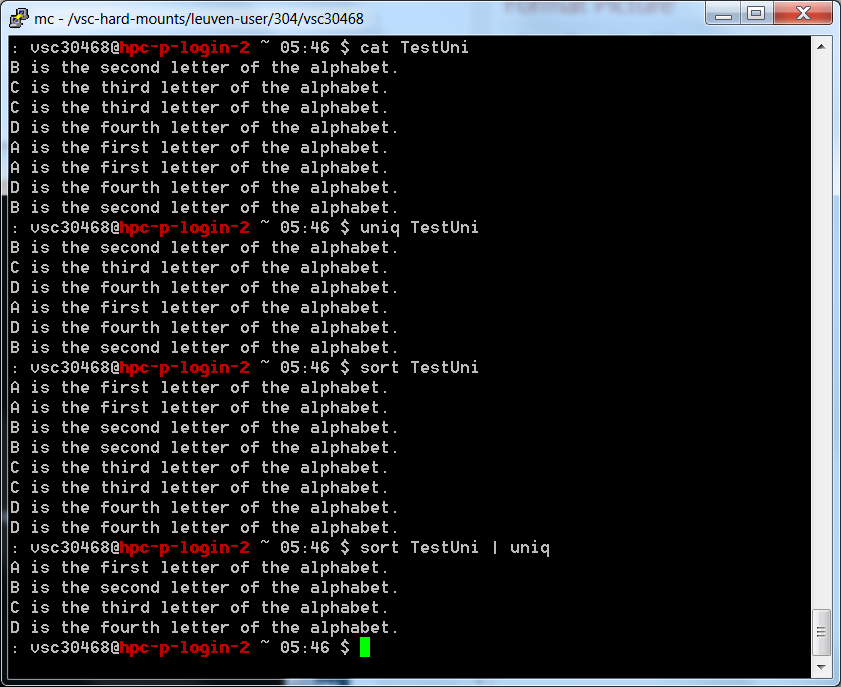 Format Picture
mc - /vsc-hard-mounts/leuven-user/304/vsc30468
: vsc30468@hpc-p-login-2 ~ 05:46 $ cat TestUni
B is the second letter of the alphabet.
C is the third letter of the alphabet.
C is the third letter of the alphabet.
D is the fourth letter of the alphabet.
A is the first letter of the alphabet.
A is the first letter of the alphabet.
D is the fourth letter of the alphabet.
B is the second letter of the alphabet.
: vsc30468@hpc-p-login-2 ~ 05:46 $ uniq TestUni
B is the second letter of the alphabet.
C is the third letter of the alphabet.
D is the fourth letter of the alphabet.
A is the first letter of the alphabet.
D is the fourth letter of the alphabet.
B is the second letter of the alphabet.
: vsc30468@hpc-p-login-2 ~ 05:46 $ sort TestUni
A is the first letter of the alphabet.
A is the first letter of the alphabet.
B is the second letter of the alphabet.
B is the second letter of the alphabet.
C is the third letter of the alphabet.
C is the third letter of the alphabet.
D is the fourth letter of the alphabet.
D is the fourth letter of the alphabet.
: vsc30468@hpc-p-login-2 ~ 05:46 $ sort TestUni | uniq
A is the first letter of the alphabet.
B is the second letter of the alphabet.
C is the third letter of the alphabet.
D is the fourth letter of the alphabet.
: vsc30468@hpc-p-login-2 ~ 05:46 $